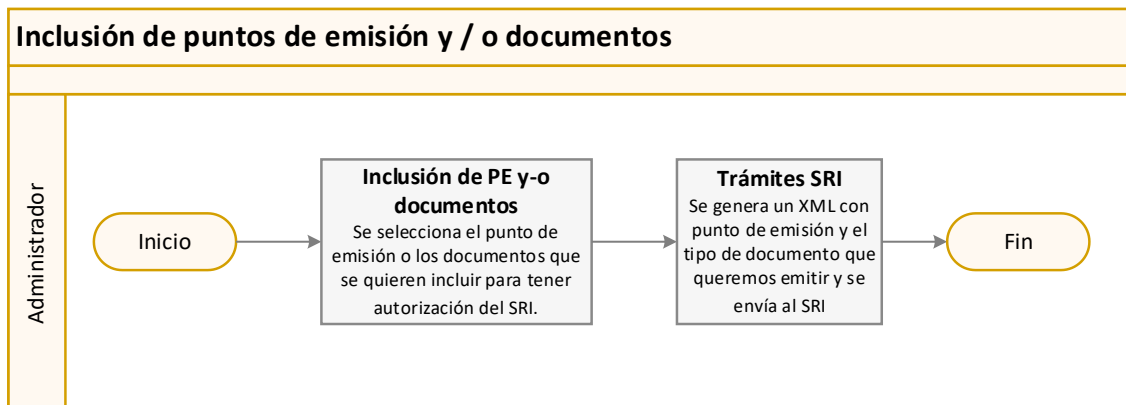 Inclusión de puntos de emisión y / o documentos
Administrador
Inicio
Inclusión de PE y-o
documentos
Se selecciona el punto de
emisión o los documentos que
se quieren incluir para tener
autorización del SRI.
Trámites SRI
Se genera un XML con
punto de emisión y el
tipo de documento que
queremos emitir y se
envía al SRI
Fin